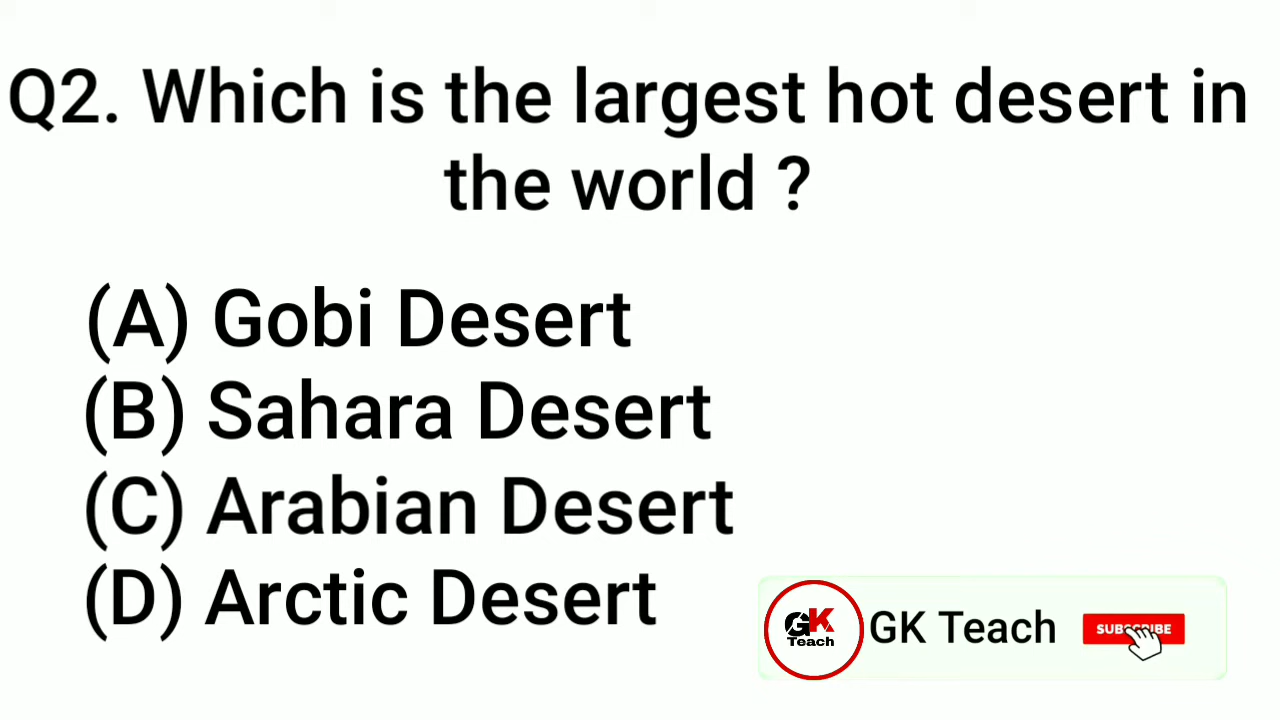 Q2. Which is the largest hot desert in
the world ?
(A) Gobi Desert
(B) Sahara Desert
(C) Arabian Desert
(D) Arctic Desert
GK
Teach
GK Teach
SUBSCRIBE